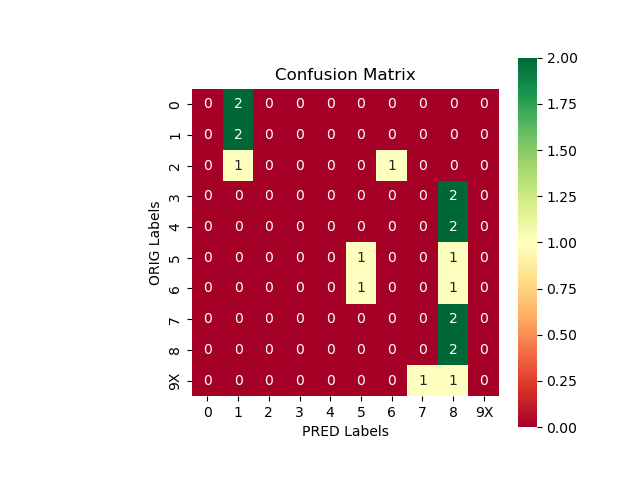 Confusion Matrix
ORIG Labels
0 0 2 0 0 0 0 0 0 0 0
1 0 2 0 0 0 0 0 0 0 0
2 0 1 0 0 0 0 1 0 0 0
3 0 0 0 0 0 0 0 0 2 0
4 0 0 0 0 0 0 0 0 2 0
5 0 0 0 0 0 1 0 0 1 0
6 0 0 0 0 0 1 0 0 1 0
7 0 0 0 0 0 0 0 0 2 0
8 0 0 0 0 0 0 0 0 2 0
9X 0 0 0 0 0 0 0 1 1 0
0 1 2 3 4 5 6 7 8 9X
PRED Labels
2.00
1.75
1.50
1.25
1.00
0.75
0.50
0.25
0.00